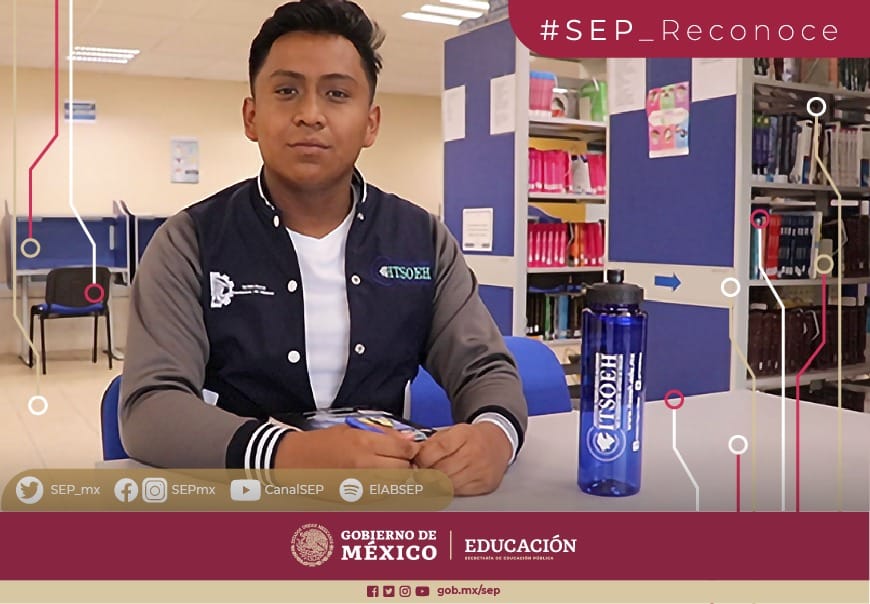 #SEP_Reconoce
ITSOEH
ITSOEH
SEP_mx
SEPmx
CanalSEP
ElABSEP
GOBIERNO DE
MÉXICO
EDUCACIÓN
SECRETARÍA DE EDUCACIÓN PÚBLICA
gob.mx/sep